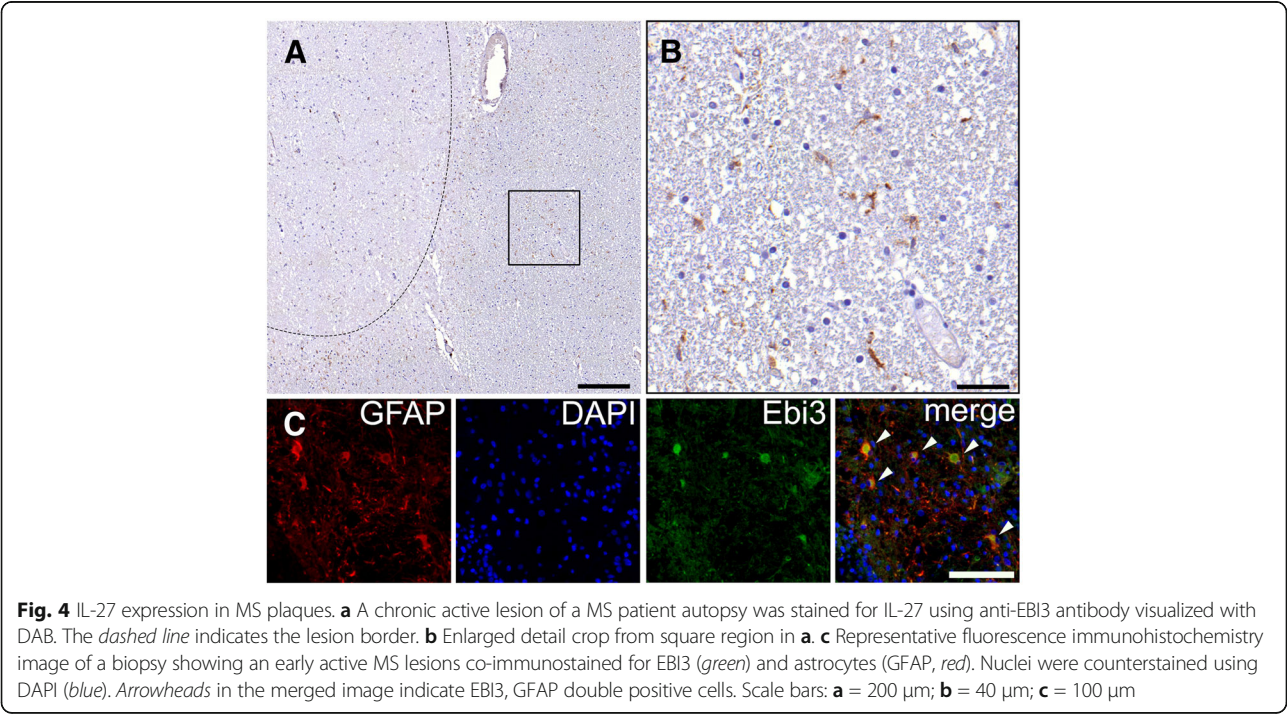 A
B
C
GFAP
DAPI
Ebi3
merge
Fig. 4 IL-27 expression in MS plaques. a A chronic active lesion of a MS patient autopsy was stained for IL-27 using anti-EBI3 antibody visualized with
DAB. The dashed line indicates the lesion border. b Enlarged detail crop from square region in a. c Representative fluorescence immunohistochemistry
image of a biopsy showing an early active MS lesions co-immunostained for EBI3 (green) and astrocytes (GFAP, red). Nuclei were counterstained using
DAPI (blue). Arrowheads in the merged image indicate EBI3, GFAP double positive cells. Scale bars: a = 200 μm; b = 40 μm; c = 100 μm